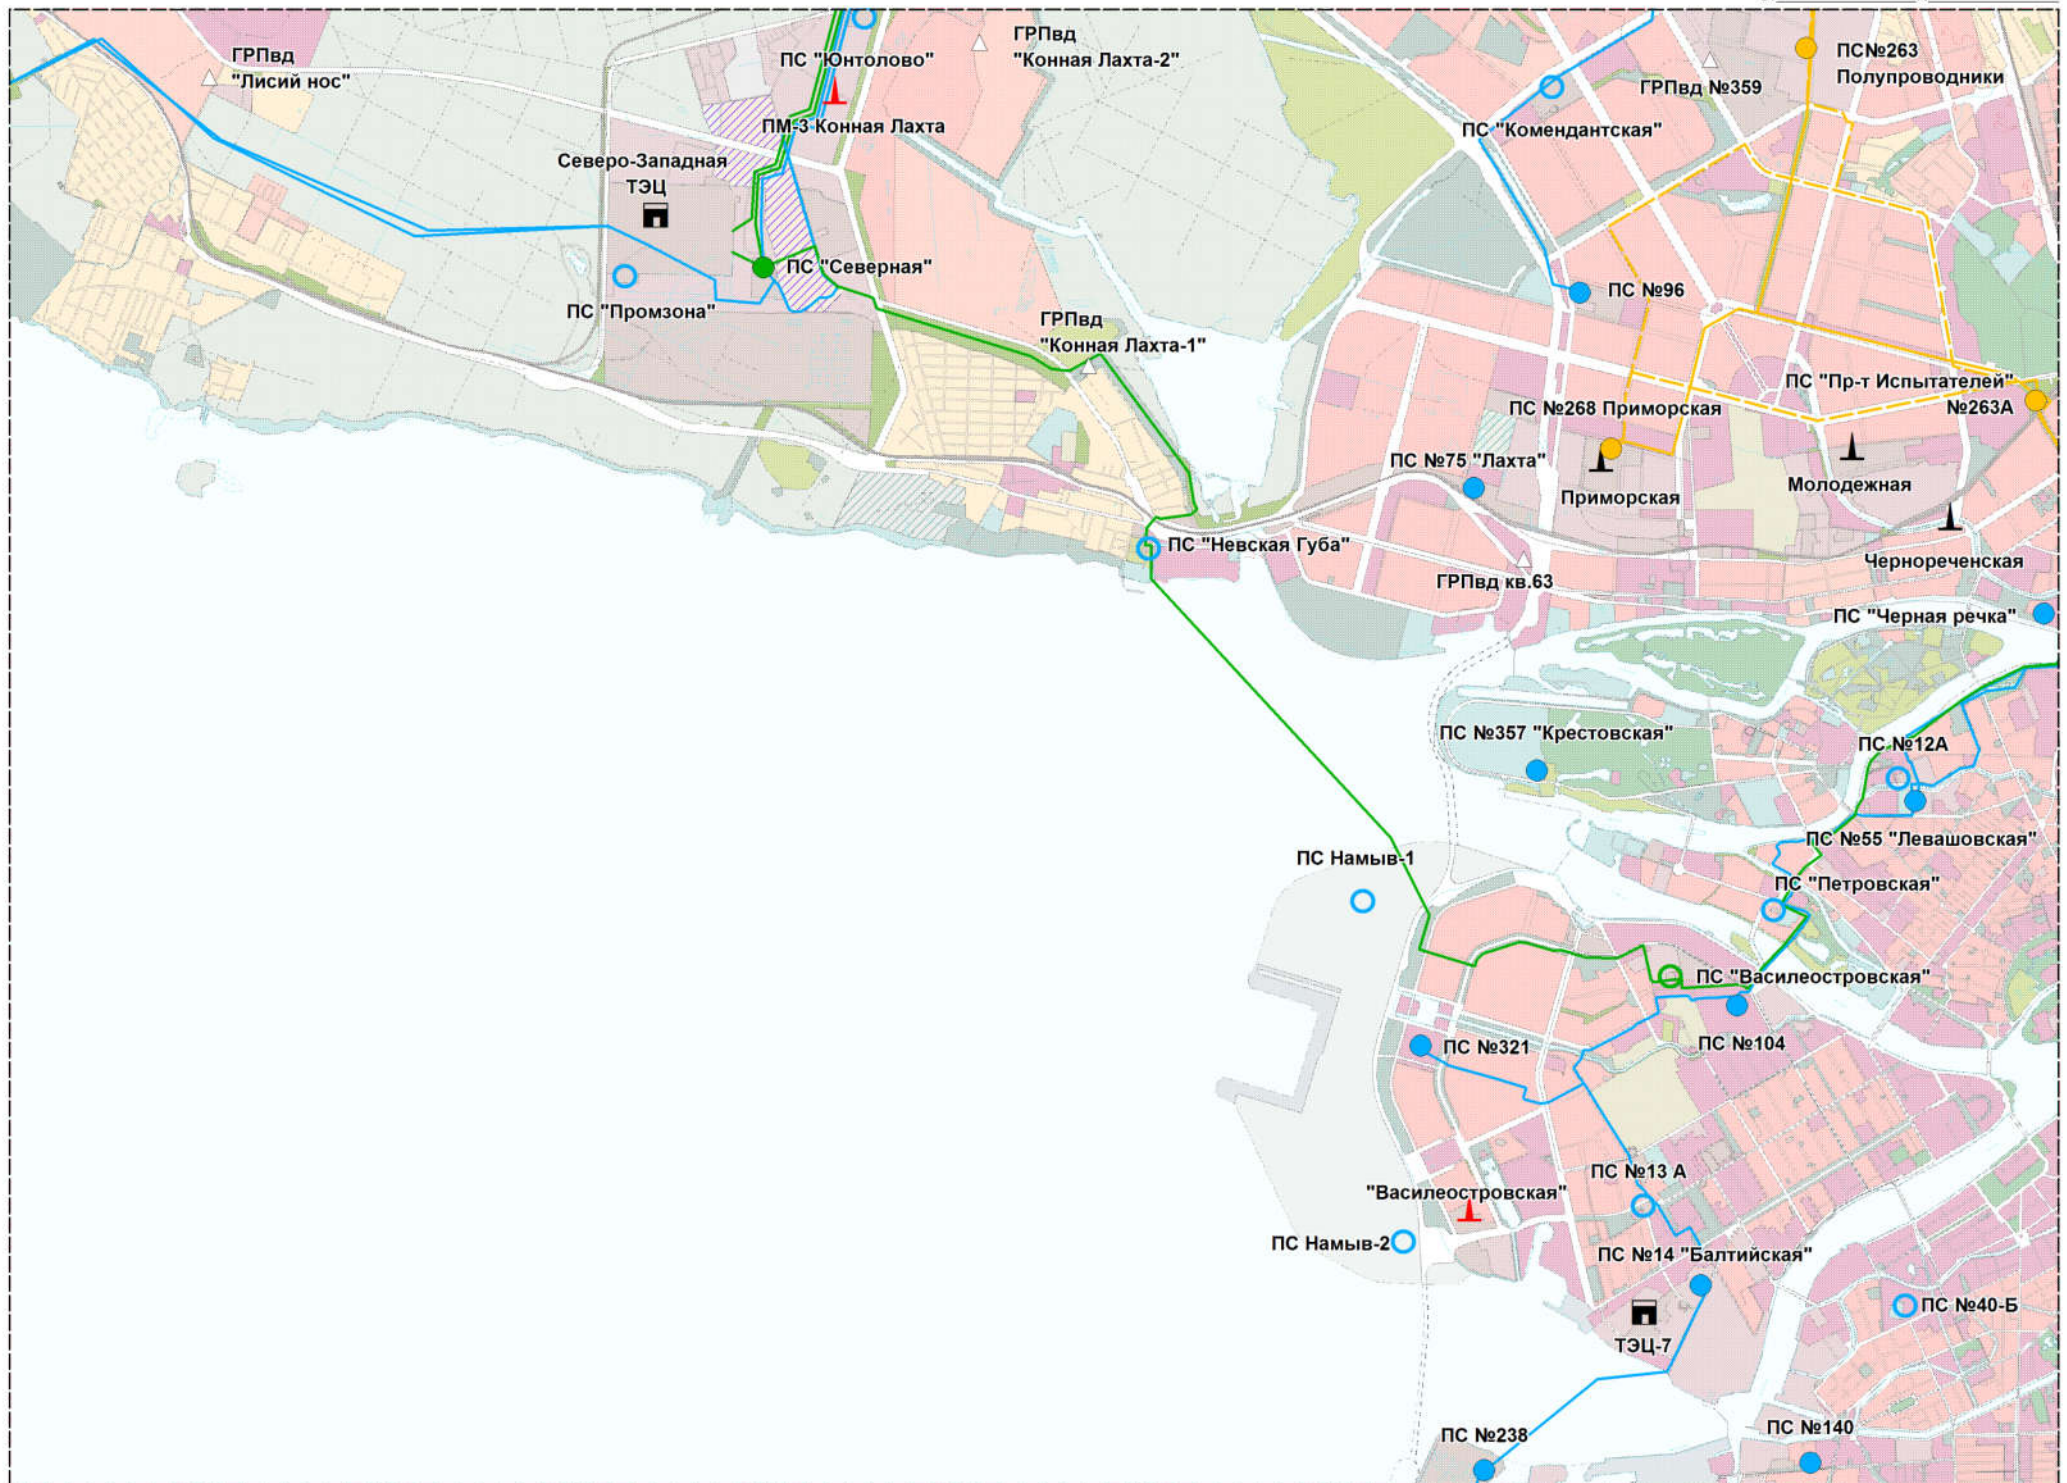 ГРПвд
"Лисий нос"
ПС "Юнтолово"
ГРПвд
"Конная Лахта-2"
ПС№263
Полупроводники
ГРПвд №359
ПМ-3 Конная Лахта
ПС "Комендантская"
Северо-Западная
ТЭЦ
ПС "Северная"
ПС №96
ПС "Промзона"
ГРПвд
"Конная Лахта-1"
ПС "Пр-т Испытателей"
№263А
ПС №268 Приморская
ПС №75 "Лахта"
Приморская
Молодежная
ПС "Невская Губа"
Чернореченская
ГРПвд кв.63
ПС "Черная речка"
ПС №357 "Крестовская"
ПС №12А
ПС №55 "Левашовская"
ПС Намыв-1
ПС "Петровская"
ПС "Василеостровская"
ПС №321
ПС №104
ПС №13 А
"Василеостровская"
ПС Намыв-2
ПС №14 "Балтийская"
ПС №40-Б
ТЭЦ-7
ПС №238
ПС №140